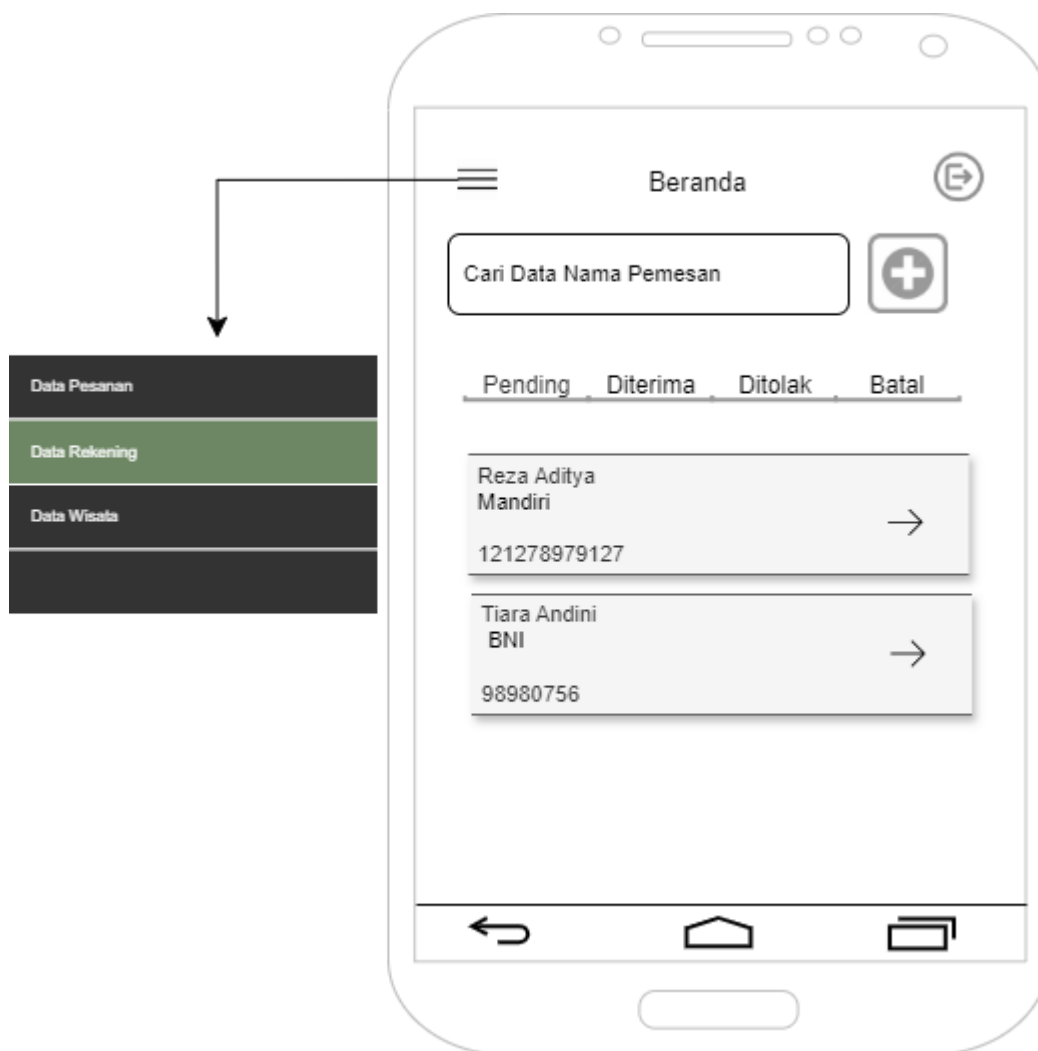 Beranda
Cari Data Nama Pemesan
Pending Diterima Ditolak Batal
Reza Aditya
Mandiri
121278979127
Tiara Andini
BNI
98980756
Data Pesanan
Data Rekening
Data Wisata